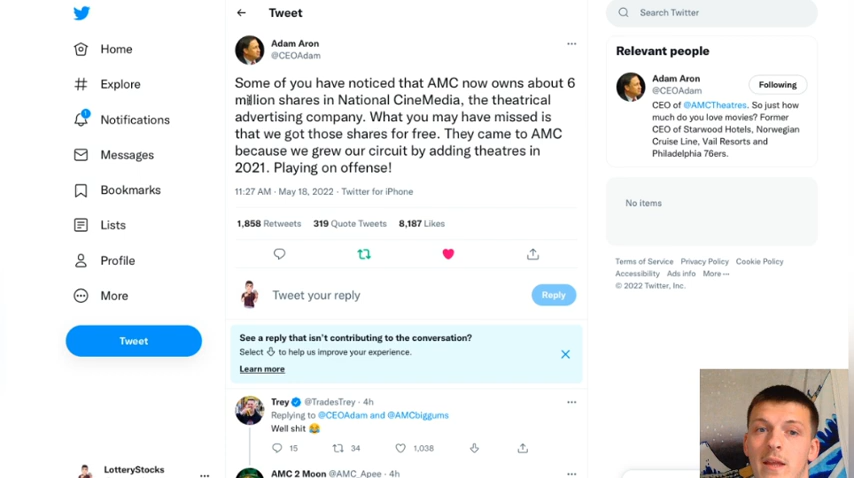 Home
Explore
1
Notifications
Messages
Bookmarks
Lists
Profile
More
Tweet
LotteryStocks
Tweet
Adam Aron
@CEOAdam
Some of you have noticed that AMC now owns about 6
million shares in National CineMedia, the theatrical
advertising company. What you may have missed is
that we got those shares for free. They came to AMC
because we grew our circuit by adding theatres in
2021. Playing on offense!
11:27 AM · May 18, 2022 · Twitter for iPhone
1,858 Retweets 319 Quote Tweets 8,187 Likes
Tweet your reply
Reply
See a reply that isn't contributing to the conversation?
Select to help us improve your experience.
Learn more
Trey @TradesTrey · 4h
Replying to @CEOAdam and @AMCbiggums
Well shit 😂
15 34 1,038
AMC 2 Moon @AMC_Apee · 4h
Search Twitter
Relevant people
Adam Aron
@CEOAdam
Following
CEO of @AMCTheatres. So just how
much do you love movies? Former
CEO of Starwood Hotels, Norwegian
Cruise Line, Vail Resorts and
Philadelphia 76ers.
No items
Terms of Service Privacy Policy Cookie Policy
Accessibility Ads info More ···
© 2022 Twitter, Inc.